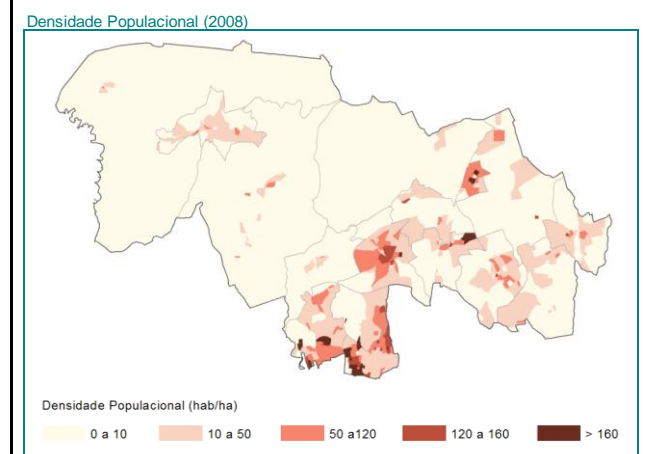 Densidade Populacional (2008)
Densidade Populacional (hab/ha)
0 a 10 10 a 50 50 a120 120 a 160 > 160